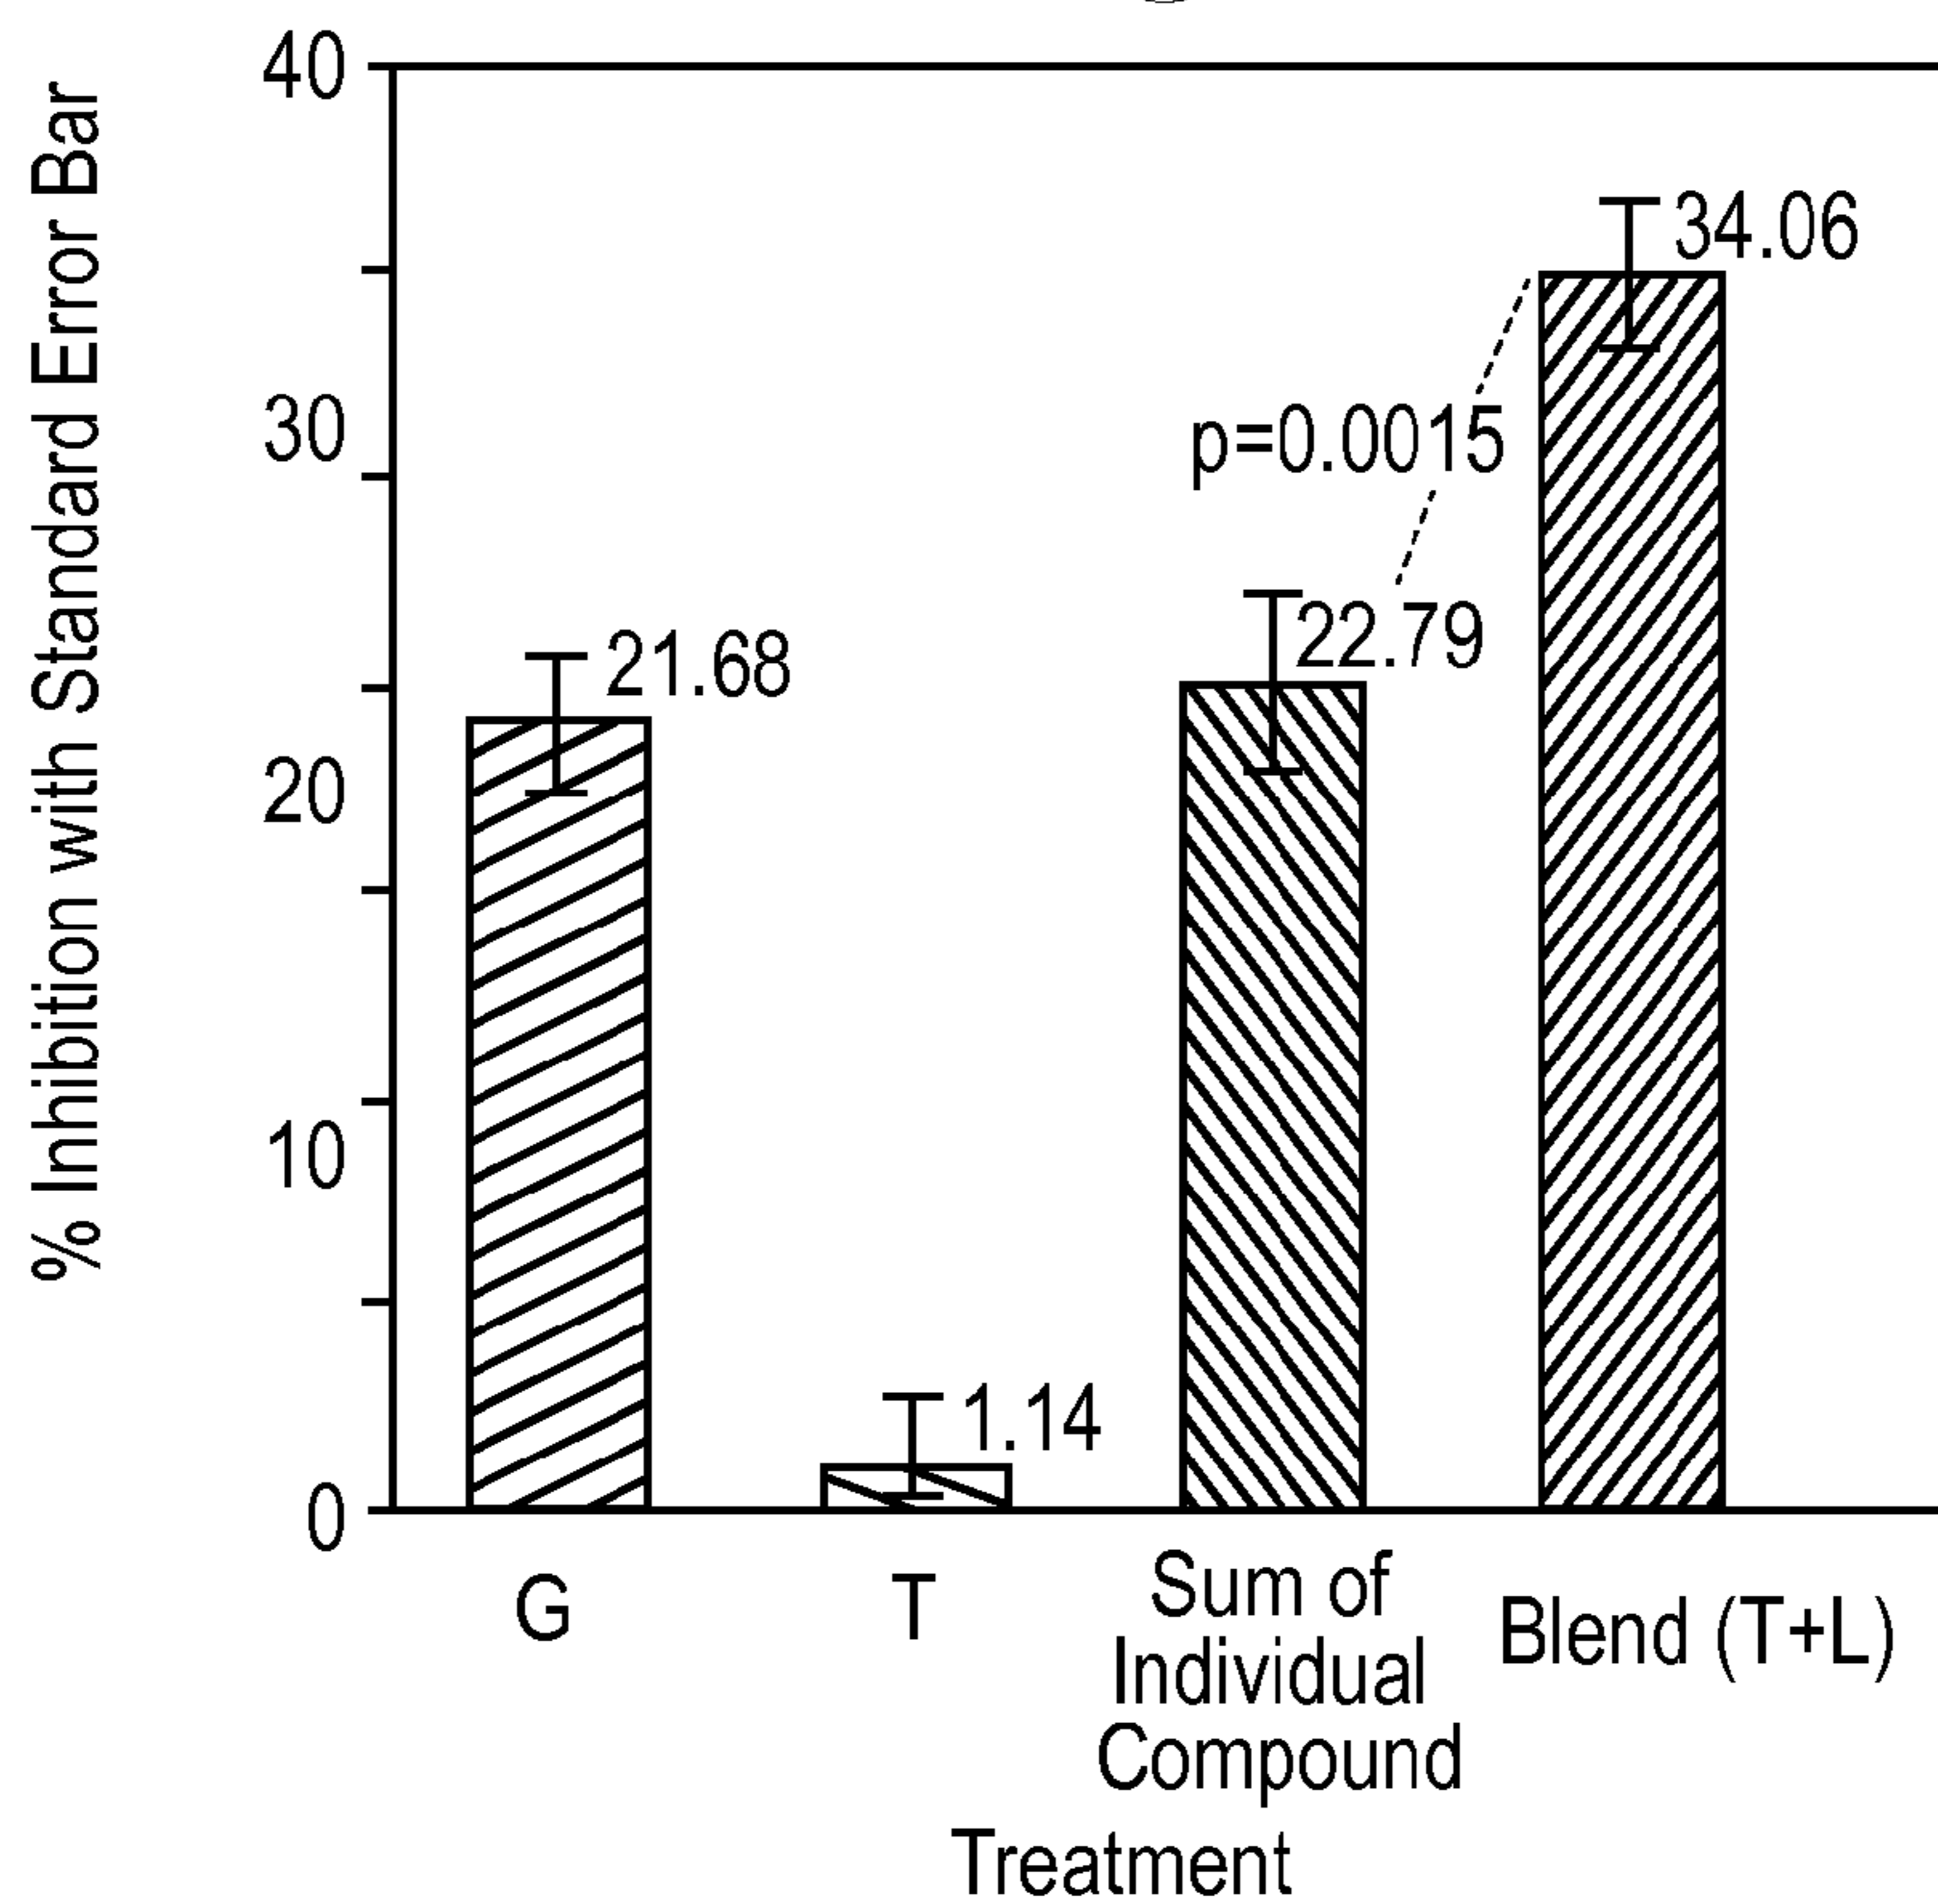 % Inhibition with Standard Error Bar
40
30
20
10
0
21.68
1.14
22.79
p=0.0015
34.06
G
T
Sum of
Individual
Compound
Blend (T+L)
Treatment